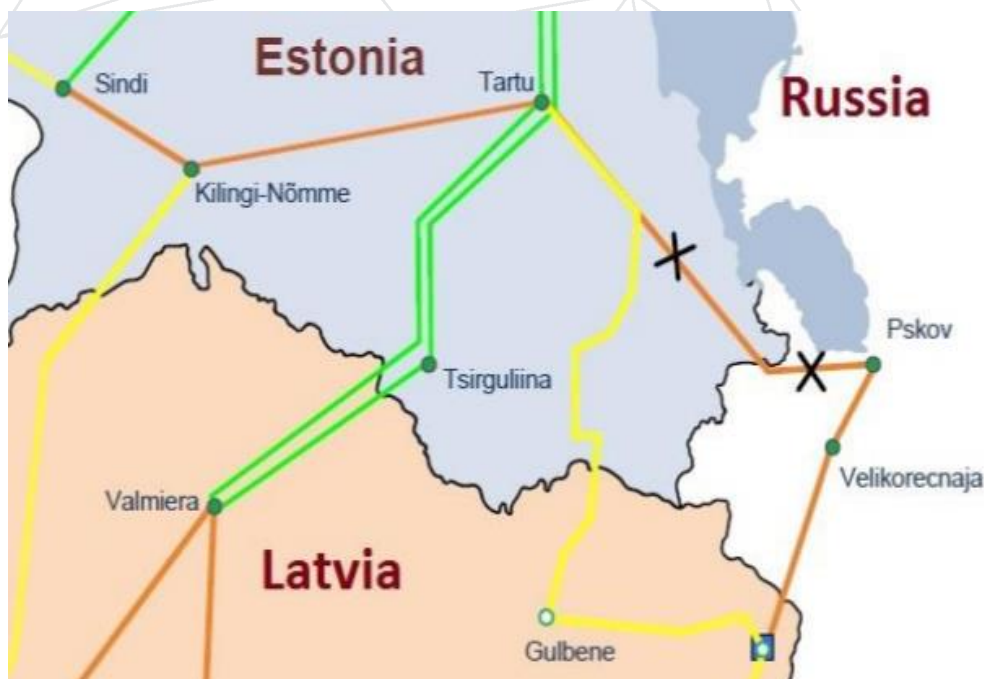 Estonia
Sindi
Tartu
Russia
Kilingi-Nõmme
Pskov
Tsirguliina
Velikorecnaja
Valmiera
Latvia
Gulbene